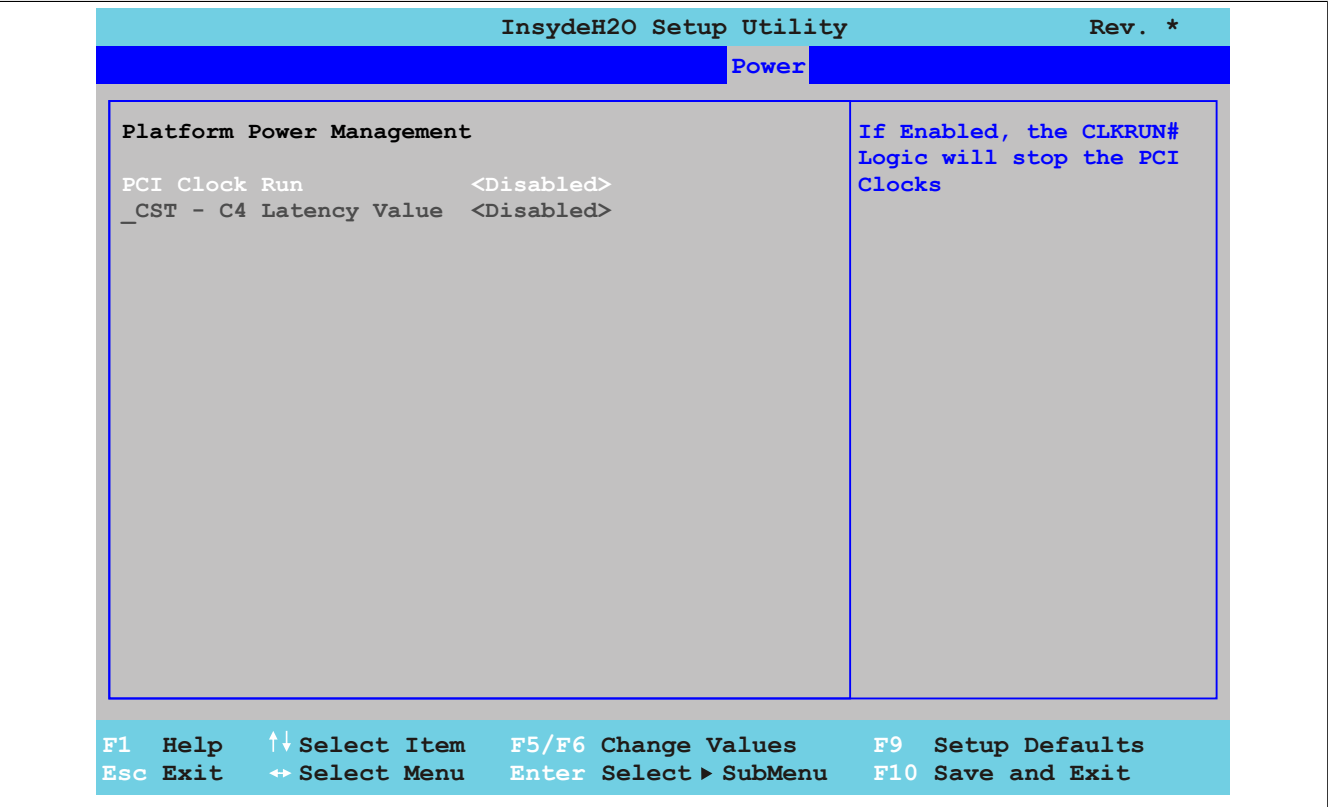 InsydeH2O Setup Utility Rev. *
Power
Platform Power Management
PCI Clock Run <Disabled>
_CST - C4 Latency Value <Disabled>
If Enabled, the CLKRUN#
Logic will stop the PCI
Clocks
F1 Help ↑↓ Select Item F5/F6 Change Values F9 Setup Defaults
Esc Exit ↔ Select Menu Enter Select ▶ SubMenu F10 Save and Exit